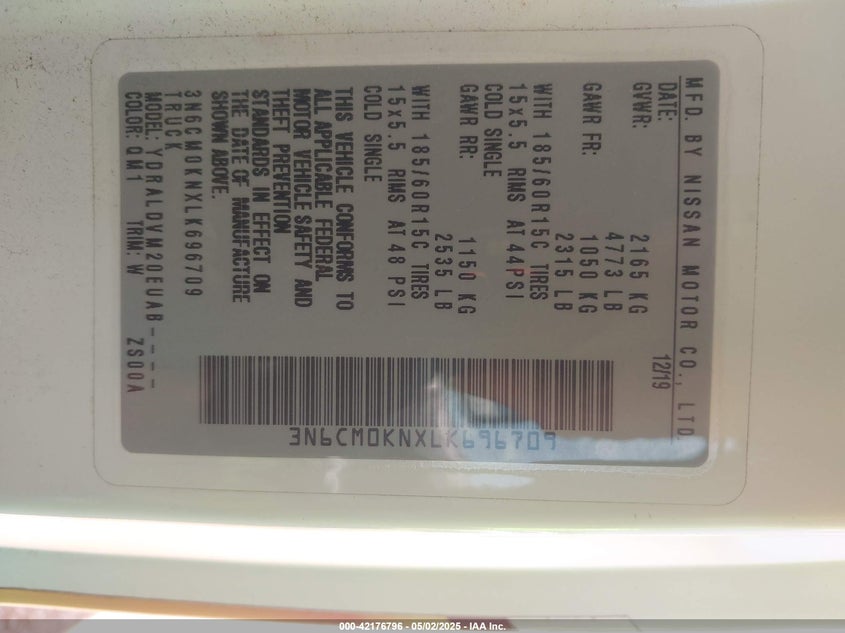 MFD. BY NISSAN MOTOR CO., LTD.
DATE: 12/19
GVWR: 2165 KG
4773 LB
GAWR FR: 1050 KG
2315 LB
WITH 185/60R15C TIRES
15x5.5 RIMS AT 44PSI
COLD SINGLE
GAWR RR: 1150 KG
2535 LB
WITH 185/60R15C TIRES
15x5.5 RIMS AT 48 PSI
COLD SINGLE
THIS VEHICLE CONFORMS TO
ALL APPLICABLE FEDERAL
MOTOR VEHICLE SAFETY AND
THEFT PREVENTION
STANDARDS IN EFFECT ON
THE DATE OF MANUFACTURE
SHOWN ABOVE.
3N6CM0KNXLK696709
TRUCK
MODEL: YDRALDVM20EUAB----
COLOR: QM1 TRIM: W ZS00A
3N6CM0KNXLK696709
000-42176796 - 05/02/2025 - IAA Inc.